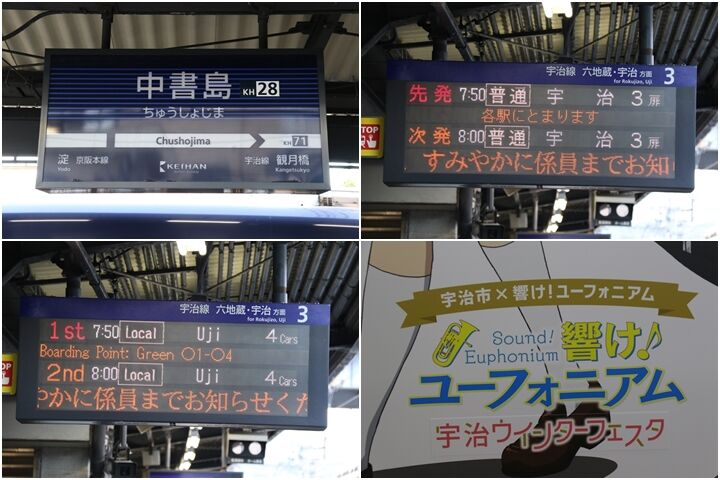 中書島 KH28
ちゅうしょじま
Chushojima
KH71
淀 京阪本線
Yodo
KEIHAN
宇治線 観月橋
Kangetsukyo
宇治線 六地蔵・宇治 方面 3
for Rokujizo, Uji
先発 7:50 普通 宇治 3扉
各駅にとまります
次発 8:00 普通 宇治 3扉
すみやかに係員までお知
宇治線 六地蔵・宇治 方面 3
for Rokujizo, Uji
1st 7:50 Local Uji 4 Cars
Boarding Point: Green ○1-○4
2nd 8:00 Local Uji 4 Cars
やかに係員までお知らせくだ
宇治市×響け!ユーフォニアム
Sound!
Euphonium
響け!
ユーフォニアム
宇治ウインターフェスタ